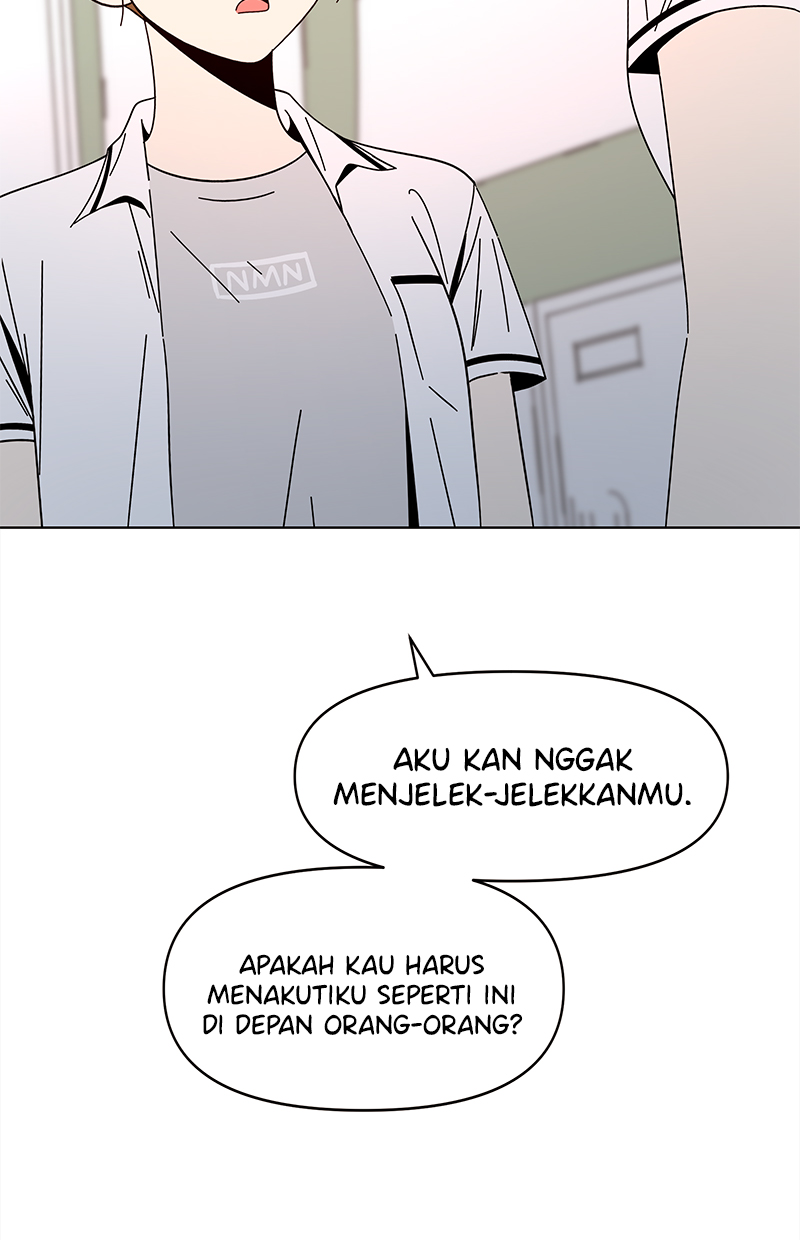 NMN
AKU KAN NGGAK
MENJELEK-JELEKKANMU.
APAKAH KAU HARUS
MENAKUTIKU SEPERTI INI
DI DEPAN ORANG-ORANG?